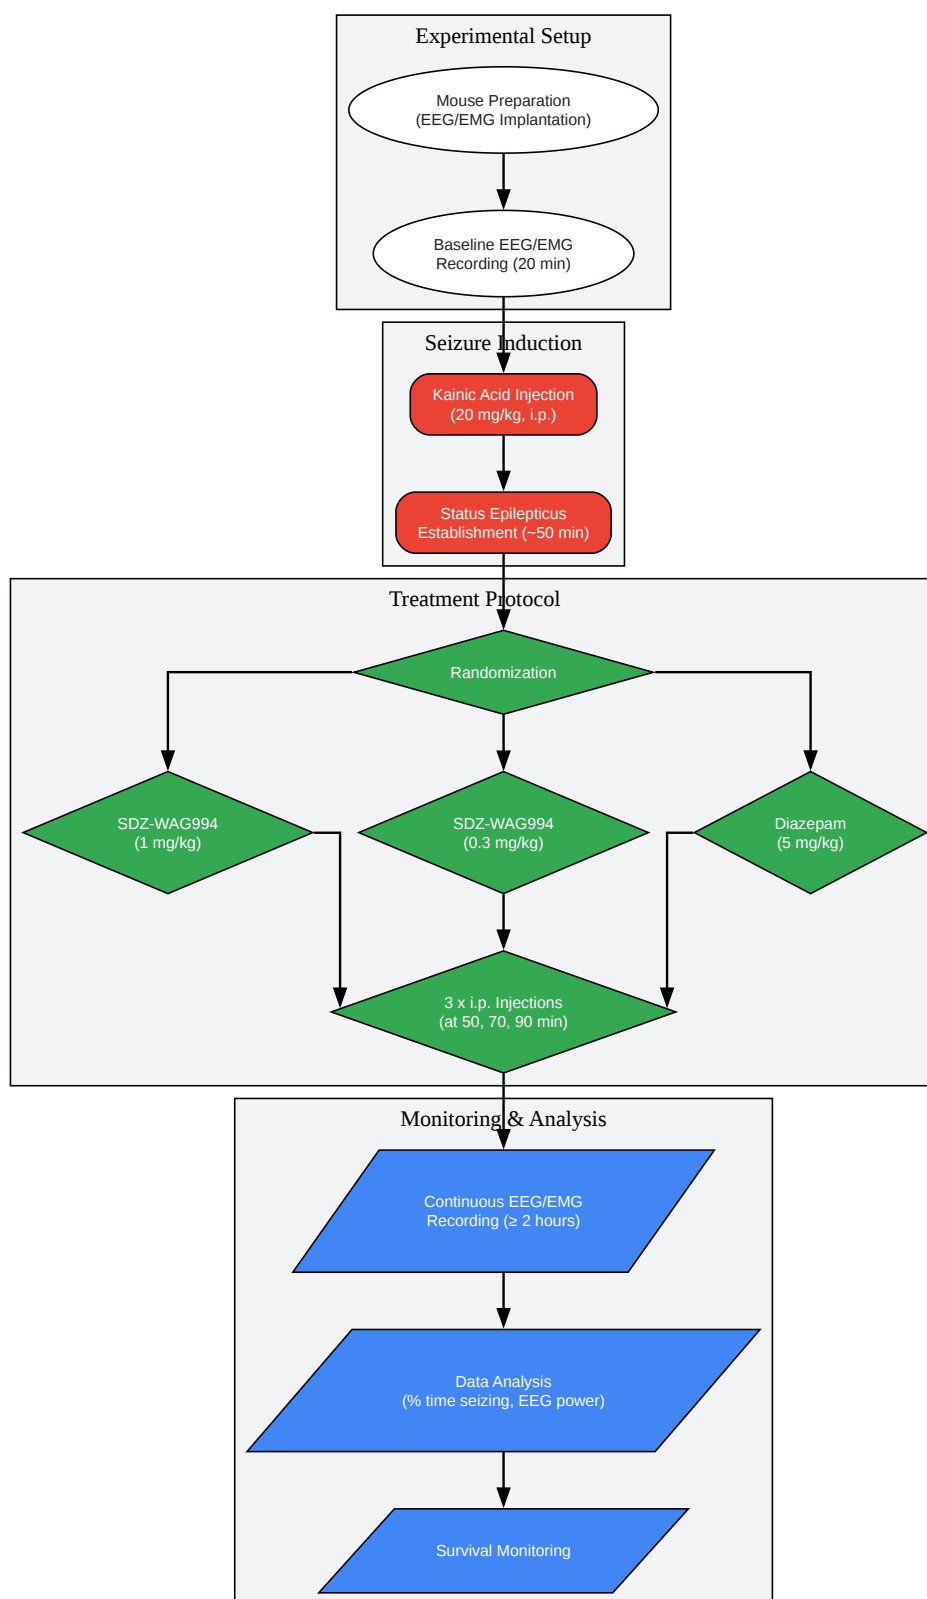 Experimental Setup
Mouse Preparation
(EEG/EMG Implantation)
Baseline EEG/EMG
Recording (20 min)
Seizure Induction
Kainic Acid Injection
(20 mg/kg, i.p.)
Status Epilepticus
Establishment (~50 min)
Treatment Protocol
Randomization
SDZ-WAG994
(1 mg/kg)
SDZ-WAG994
(0.3 mg/kg)
Diazepam
(5 mg/kg)
3 x i.p. Injections
(at 50, 70, 90 min)
Monitoring & Analysis
Continuous EEG/EMG
Recording (≥ 2 hours)
Data Analysis
(% time seizing, EEG power)
Survival Monitoring